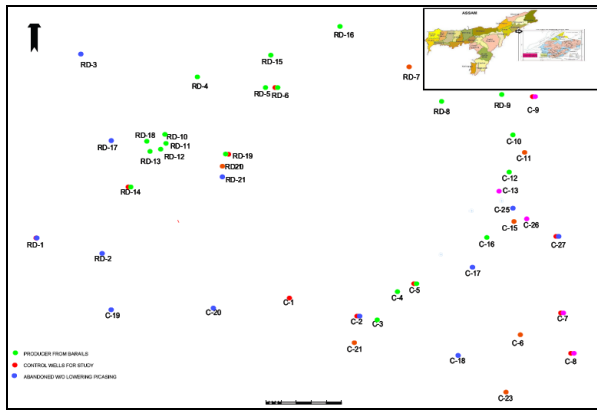 ASSAM
RD-16
RD-3
RD-15
RD-4
RD-5
RD-6
RD-7
RD-8
RD-9
C-9
RD-18
RD-10
RD-17
RD-11
RD-13
RD-12
RD-19
RD-21
RD-14
C-10
C-11
C-12
C-13
C-25
C-15
C-26
C-16
C-27
RD-1
RD-2
C-17
C-19
C-20
C-1
C-2
C-3
C-4
C-5
C-21
C-7
C-6
C-18
C-8
C-23
PRODUCER FROM BARAILS
CONTROL WELLS FOR STUDY
ABANDONED W/O LOWERING P/CASING